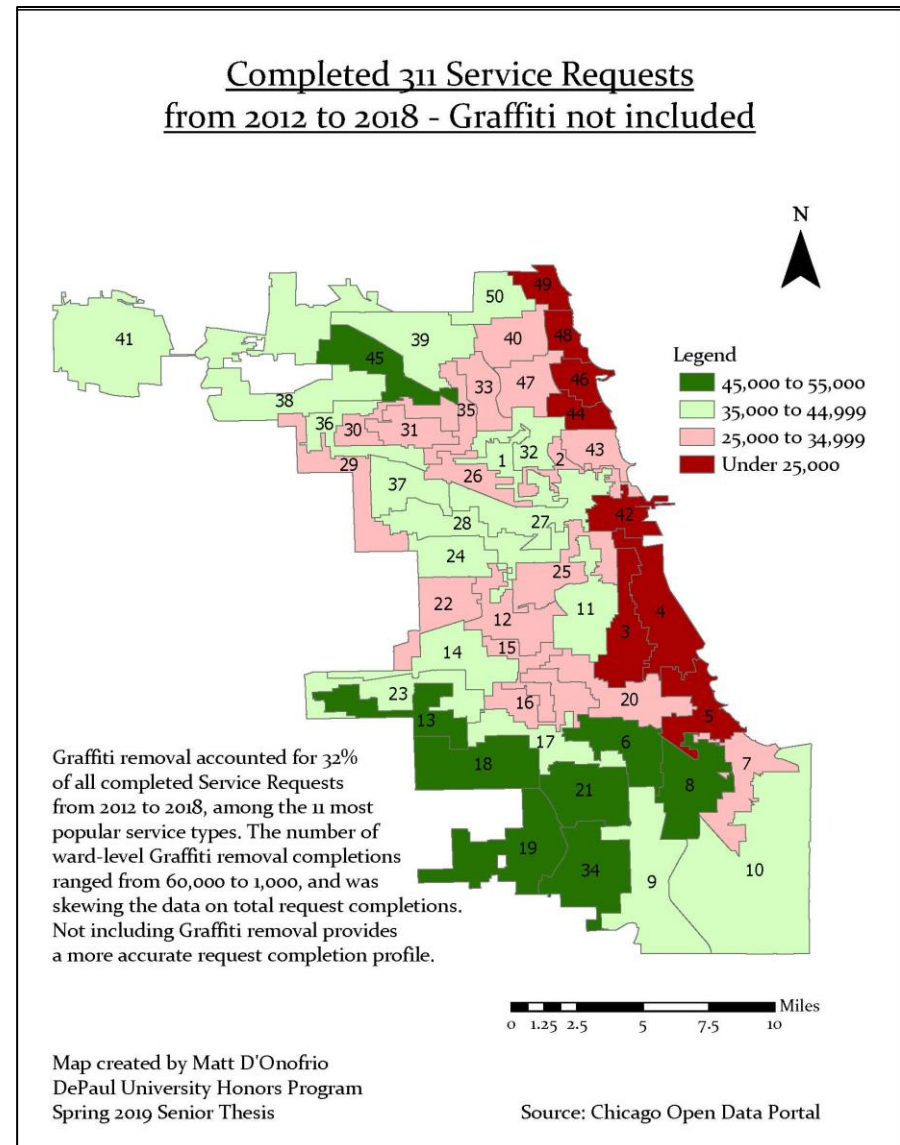 Completed 311 Service Requests
from 2012 to 2018 - Graffiti not included
N
49
50
41
39
40
48
45
46
33
47
38
35
44
36
30
31
32
43
1
2
29
26
37
42
28
27
24
25
22
11
4
12
3
15
14
20
23
16
5
13
17
6
7
18
8
21
19
34
10
9
Legend
45,000 to 55,000
35,000 to 44,999
25,000 to 34,999
Under 25,000
Graffiti removal accounted for 32%
of all completed Service Requests
from 2012 to 2018, among the 11 most
popular service types. The number of
ward-level Graffiti removal completions
ranged from 60,000 to 1,000, and was
skewing the data on total request completions.
Not including Graffiti removal provides
a more accurate request completion profile.
Miles
0 1.25 2.5 5 7.5 10
Map created by Matt D'Onofrio
DePaul University Honors Program
Spring 2019 Senior Thesis
Source: Chicago Open Data Portal